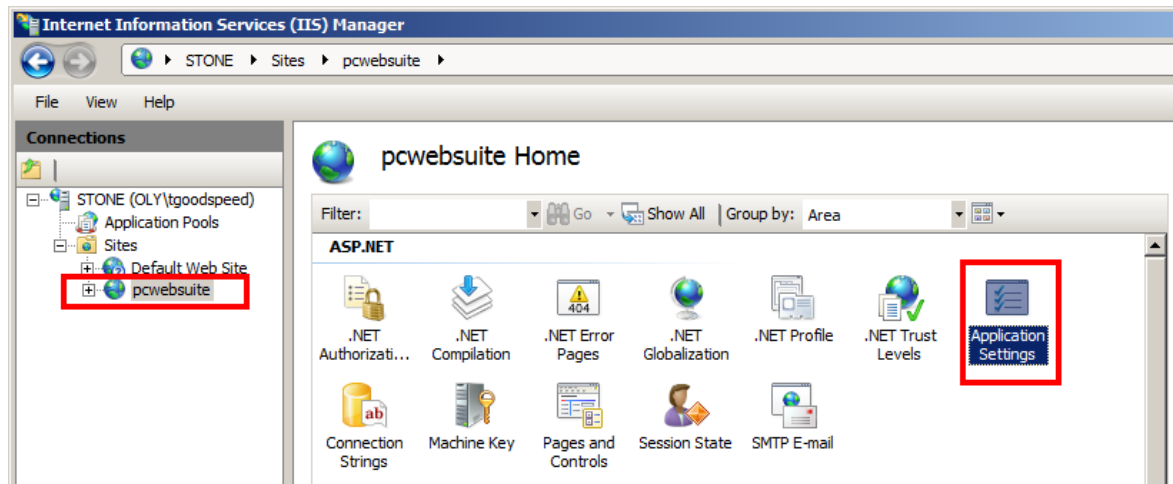 Internet Information Services (IIS) Manager
STONE Sites pcwebsuite
File View Help
Connections
STONE (OLY\tgoodspeed)
Application Pools
Sites
Default Web Site
pcwebsuite
pcwebsuite Home
Filter: Go Show All Group by: Area
ASP.NET
.NET Authorizati...
.NET Compilation
404
.NET Error Pages
.NET Globalization
.NET Profile
.NET Trust Levels
Application Settings
ab
Connection Strings
Machine Key
Pages and Controls
Session State
SMTP E-mail